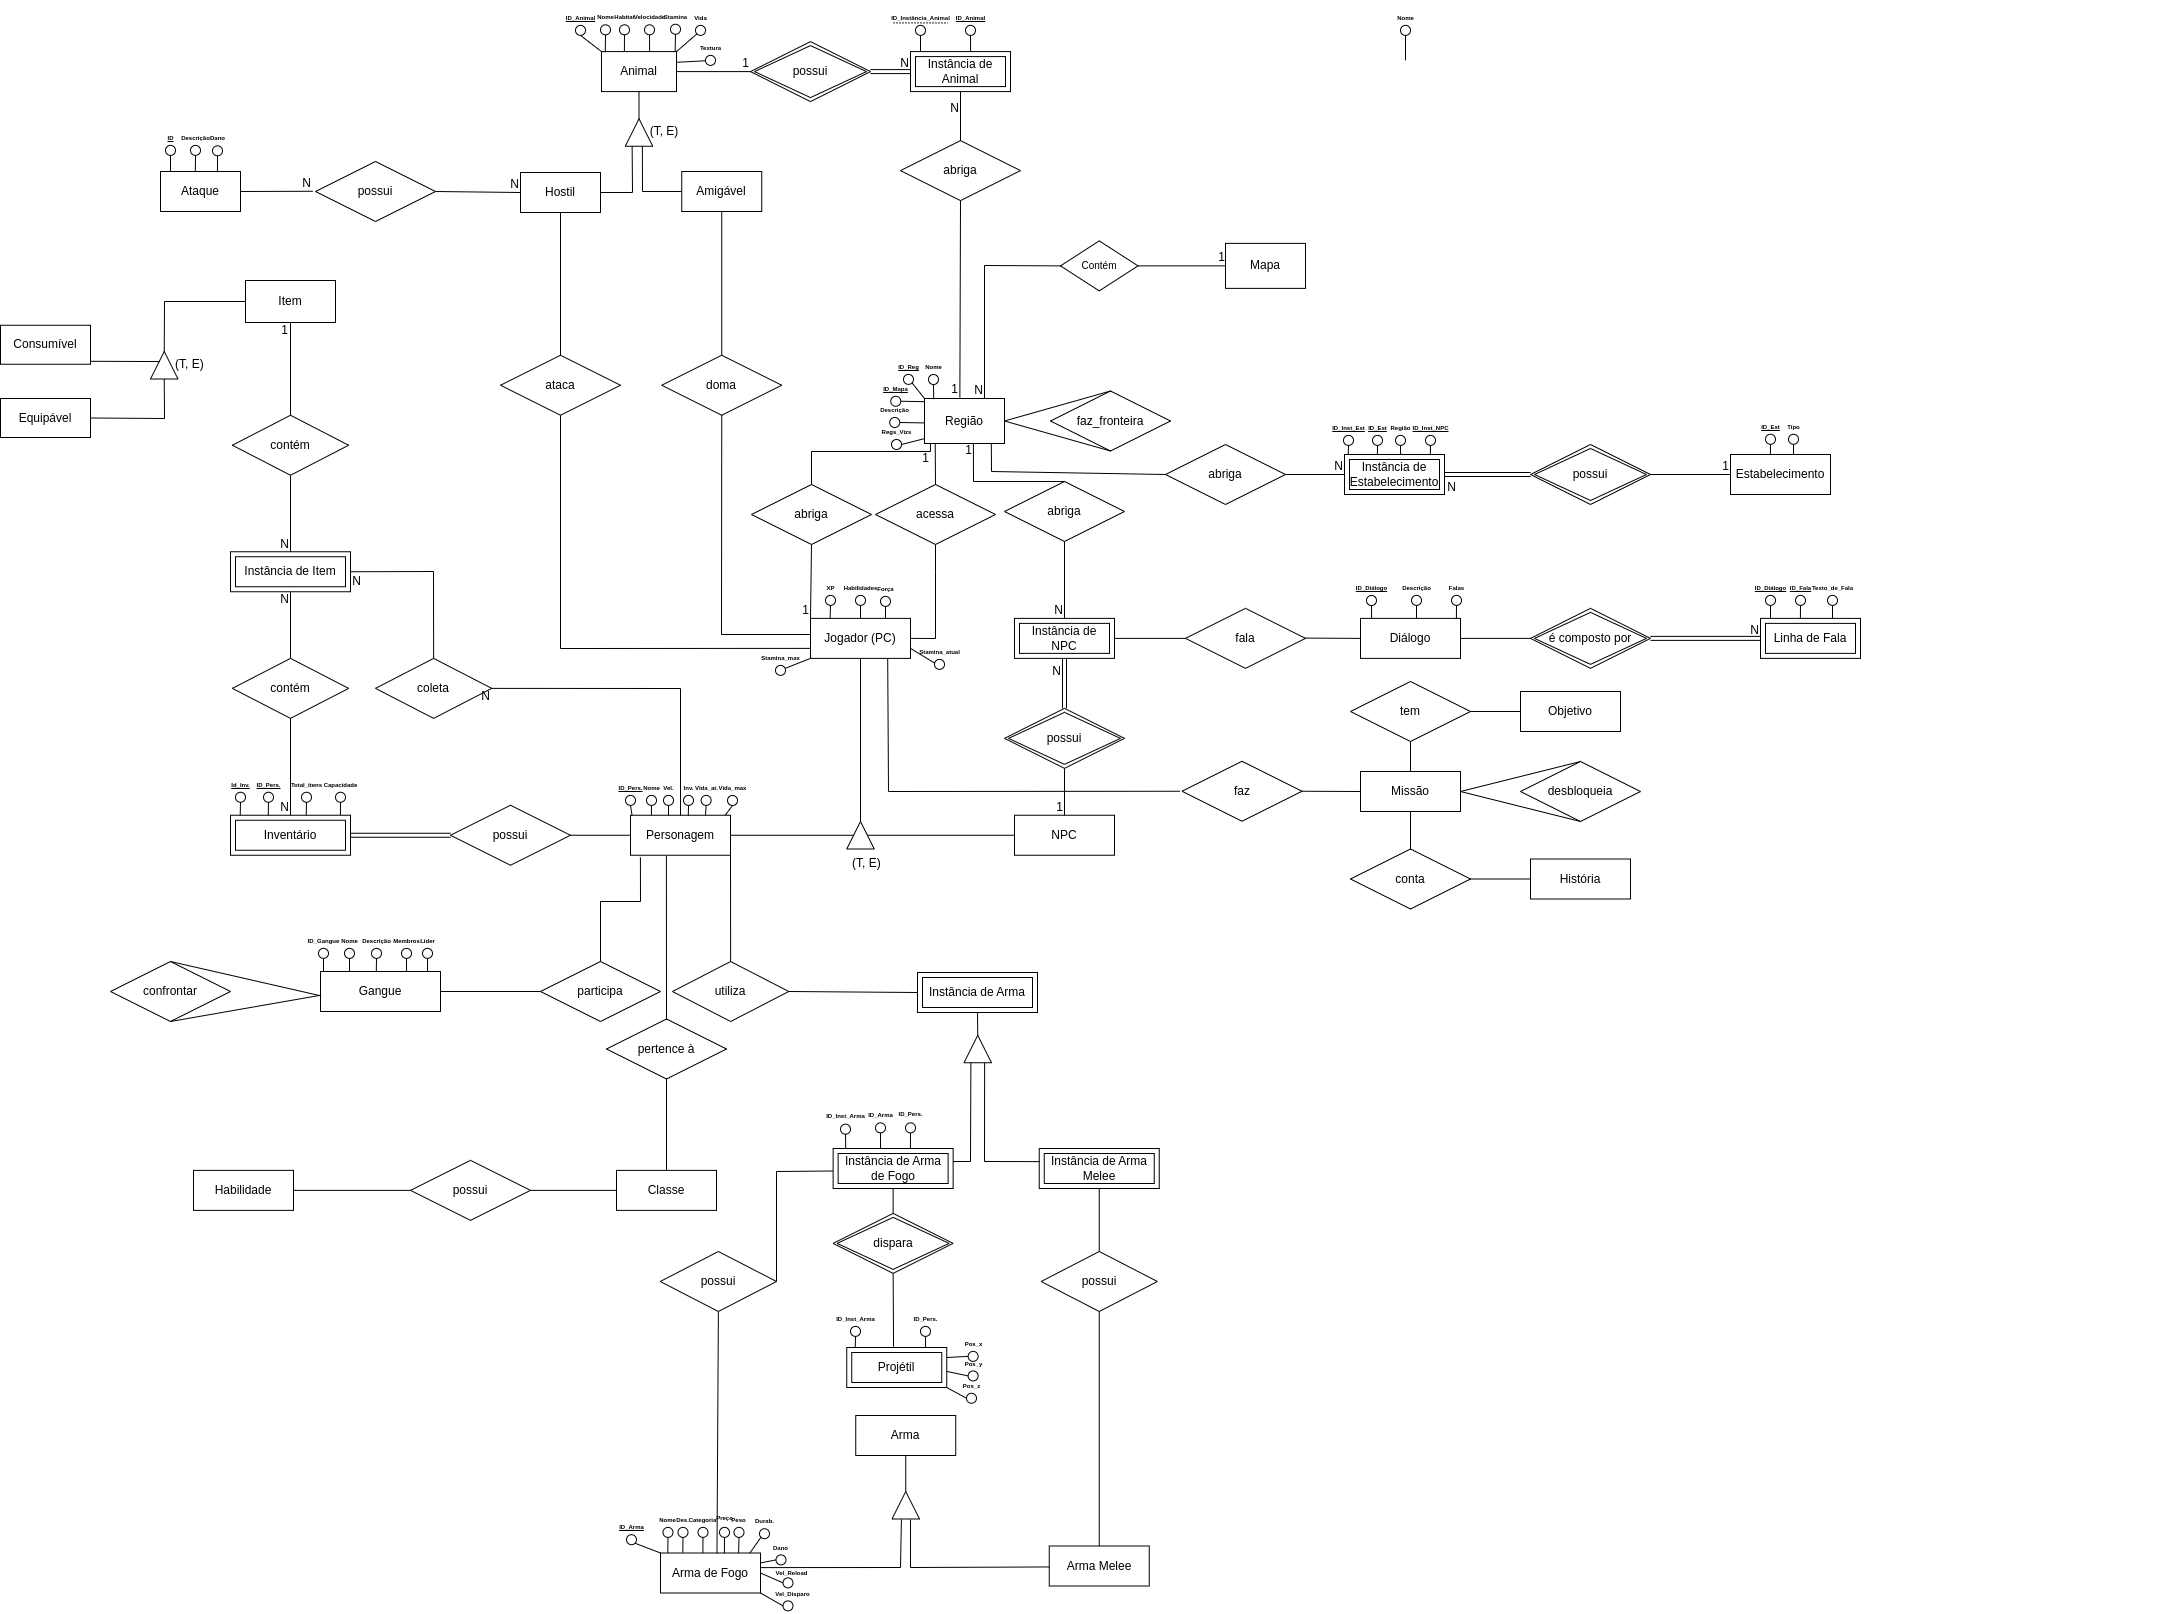 ID_Animal Nome Habitat Velocidade Stamina Vida
Textura
ID_Instância_Animal ID_Animal
Nome
Animal
1
possui
N
Instância de
Animal
(T, E)
N
ID Descrição Dano
Ataque
N
possui
N
Hostil
Amigável
abriga
Contém
1
Mapa
Item
1
Consumível
(T, E)
Equipável
ataca
doma
contém
ID_Reg Nome
ID_Mapa
Descrição
Regs_Vizs
1
N
Região
faz_fronteira
1
1
abriga
acessa
abriga
abriga
N
ID_Inst_Est ID_Est Região ID_Inst_NPC
Instância de
Estabelecimento
N
possui
1
ID_Est Tipo
Estabelecimento
N
Instância de Item
N
N
XP Habilidades Força
1
Jogador (PC)
Stamina_max
Stamina_atual
N
Instância de
NPC
N
fala
ID_Diálogo Descrição Falas
Diálogo
é composto por
N
ID_Diálogo ID_Fala Texto_de_Fala
Linha de Fala
contém
coleta
N
possui
tem
Objetivo
faz
Missão
desbloqueia
Id_Inv. ID_Pers. Total_itens Capacidade
N
Inventário
possui
ID_Pers. Nome Vel. Inv. Vida_at. Vida_max
Personagem
(T, E)
1
NPC
conta
História
ID_Gangue Nome Descrição Membros Líder
confrontar
Gangue
participa
utiliza
Instância de Arma
pertence à
ID_Inst_Arma ID_Arma ID_Pers.
Instância de Arma
de Fogo
Instância de Arma
Melee
Habilidade
possui
Classe
dispara
possui
possui
ID_Inst_Arma ID_Pers.
Projétil
Pos_x
Pos_y
Pos_z
Arma
ID_Arma Nome Des. Categoria Preço Peso Durab.
Dano
Vel_Reload
Vel_Disparo
Arma de Fogo
Arma Melee